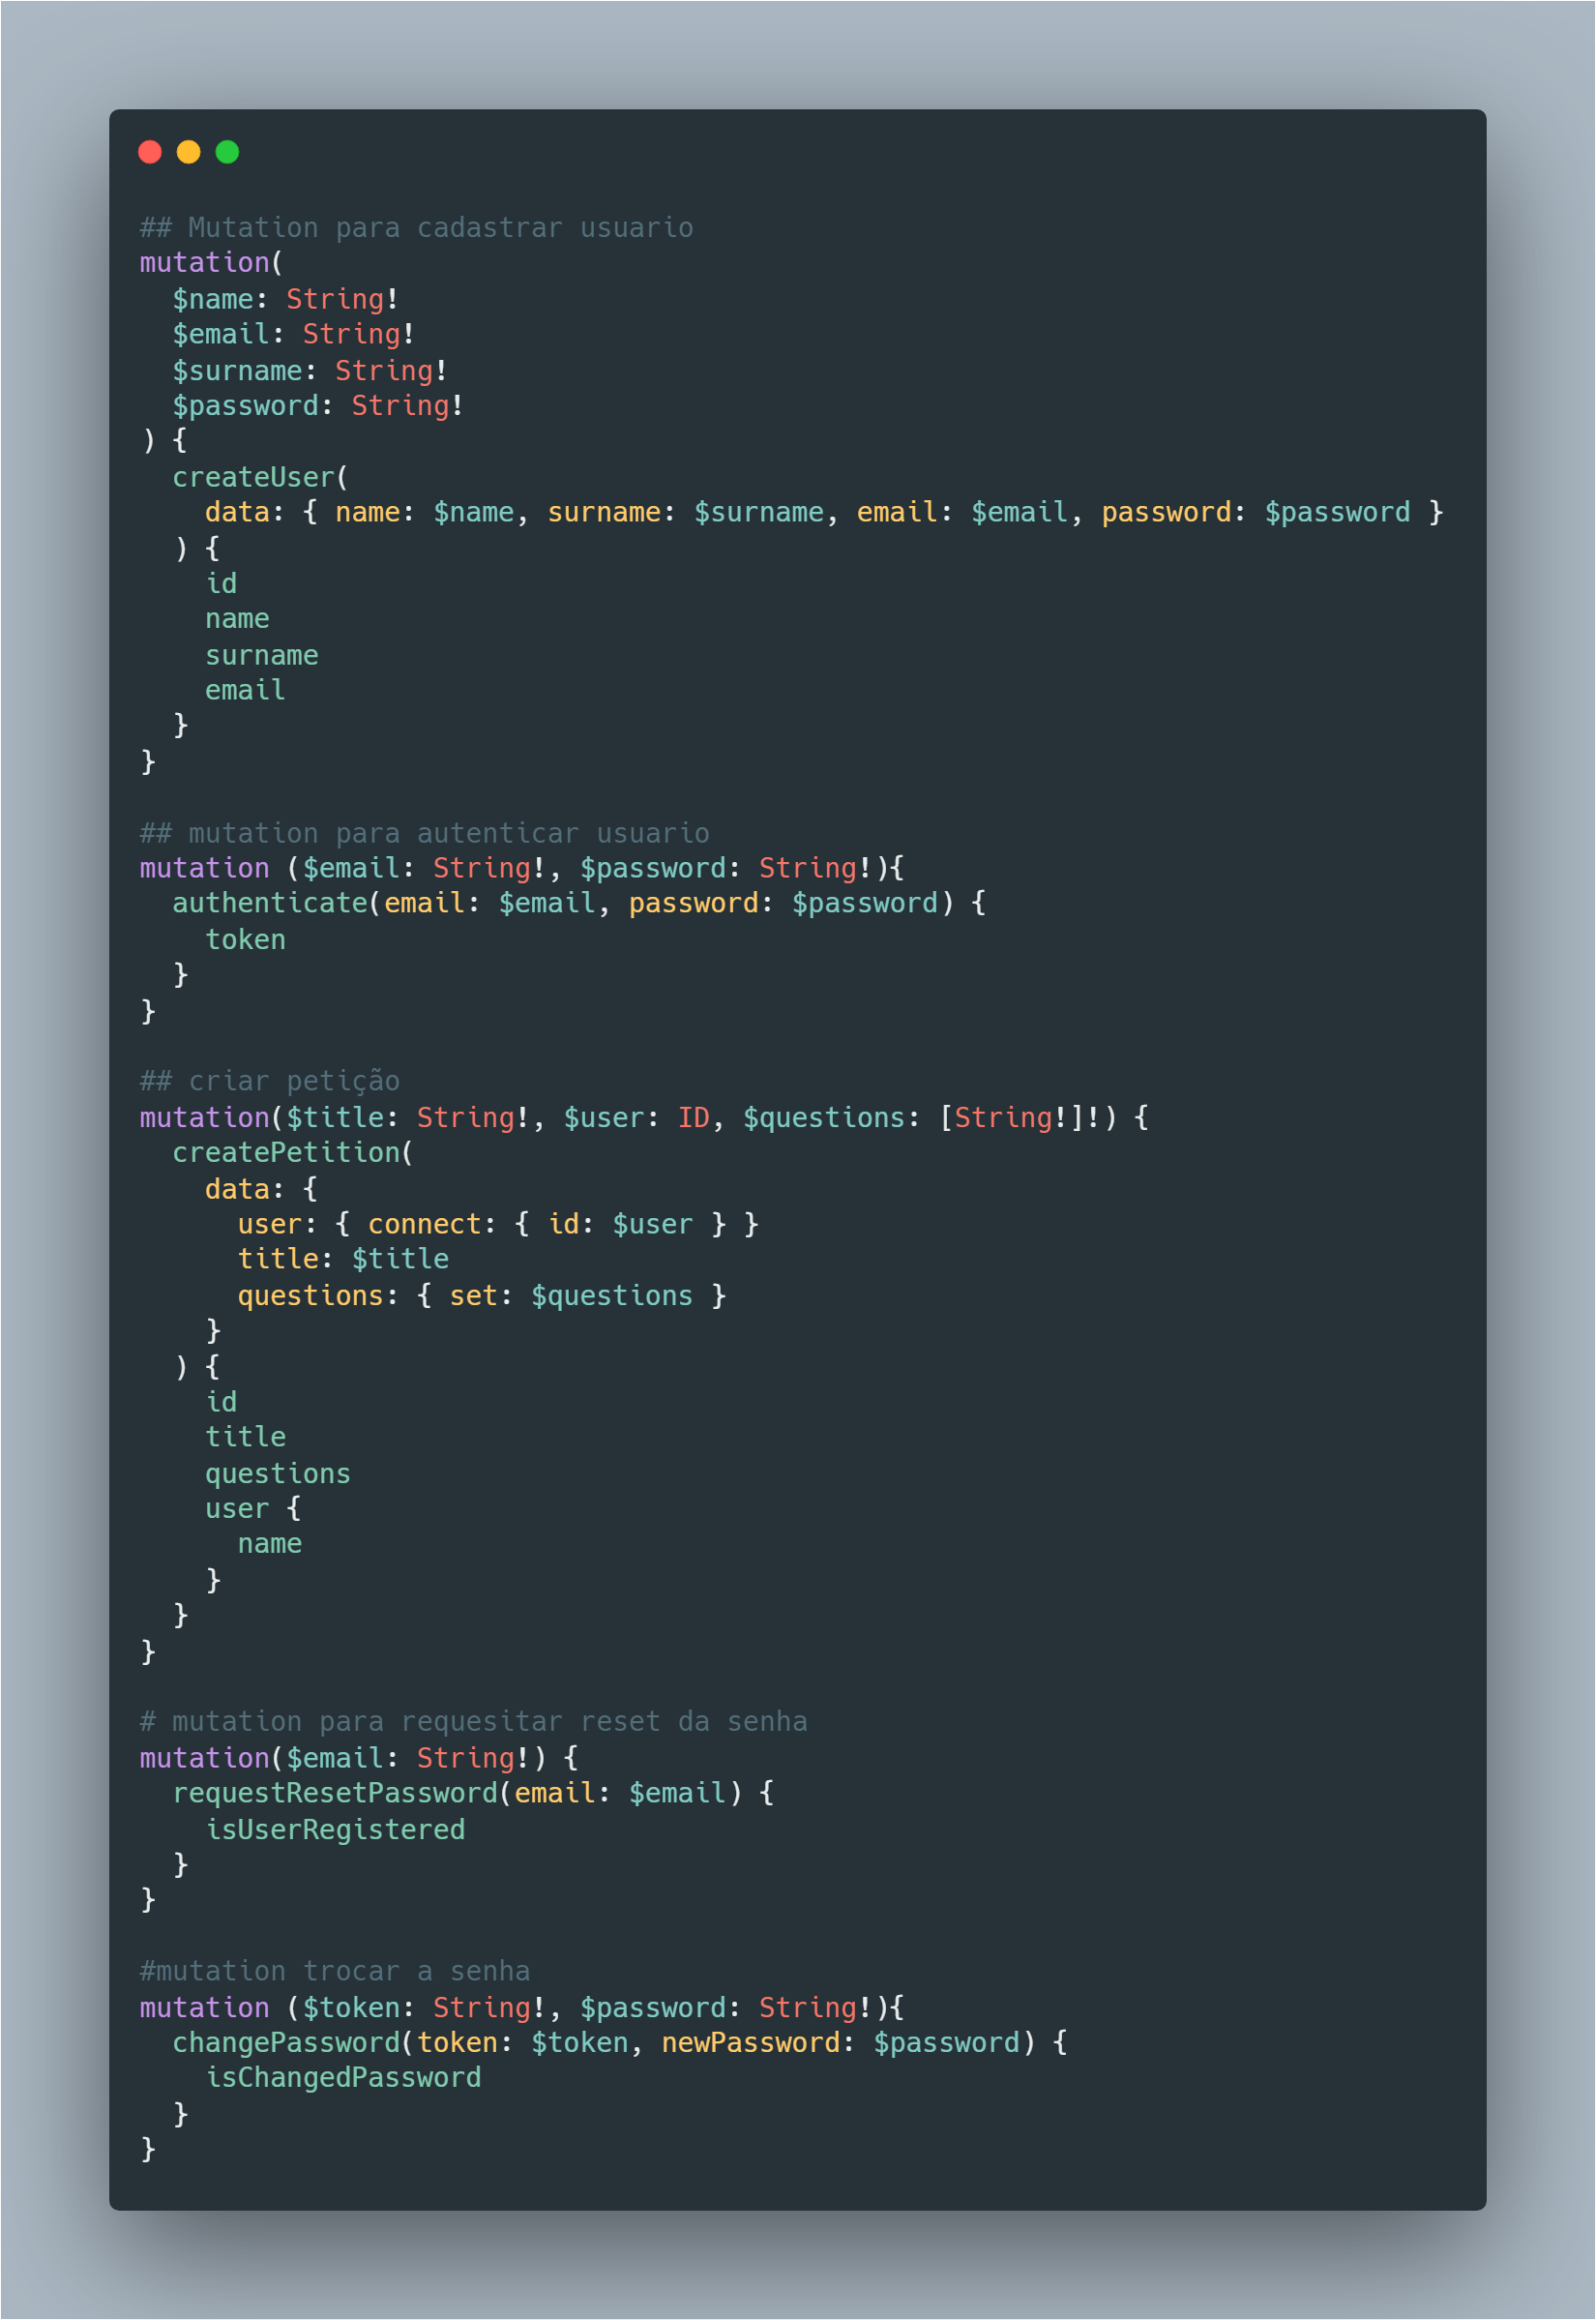 ## Mutation para cadastrar usuario
mutation(
  $name: String!
  $email: String!
  $surname: String!
  $password: String!
) {
  createUser(
    data: { name: $name, surname: $surname, email: $email, password: $password }
  ) {
    id
    name
    surname
    email
  }
}

## mutation para autenticar usuario
mutation ($email: String!, $password: String!){
  authenticate(email: $email, password: $password) {
    token
  }
}

## criar petição
mutation($title: String!, $user: ID, $questions: [String!]!) {
  createPetition(
    data: {
      user: { connect: { id: $user } }
      title: $title
      questions: { set: $questions }
    }
  ) {
    id
    title
    questions
    user {
      name
    }
  }
}

# mutation para requesitar reset da senha
mutation($email: String!) {
  requestResetPassword(email: $email) {
    isUserRegistered
  }
}

#mutation trocar a senha
mutation ($token: String!, $password: String!){
  changePassword(token: $token, newPassword: $password) {
    isChangedPassword
  }
}